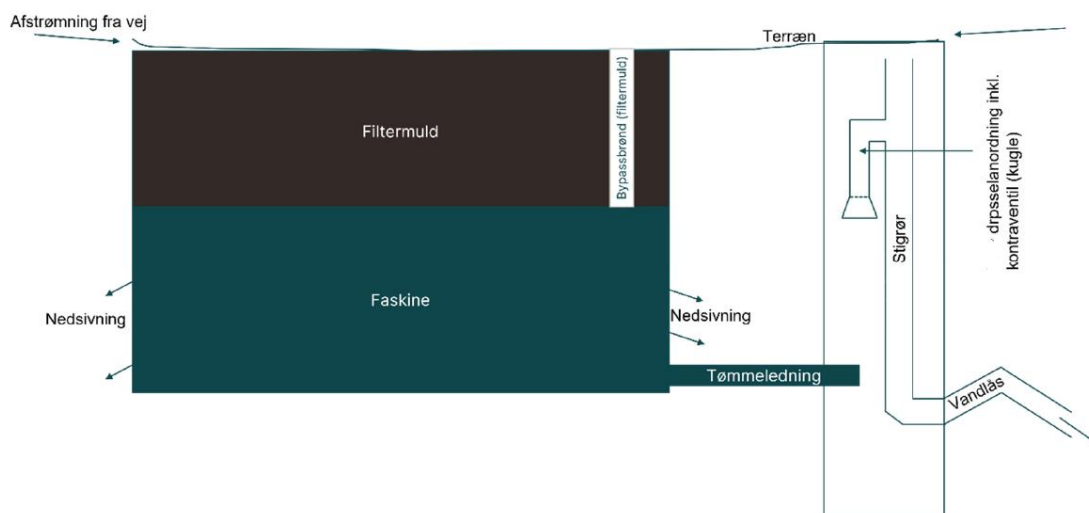 Afstrømning fra vej
Terræn
Filtermuld
Bypassbrønd (filtermuld)
drpsselanordning inkl.
kontraventil (kugle)
Stigrør
Faskine
Nedsivning
Nedsivning
Tømmeledning
Vandlås